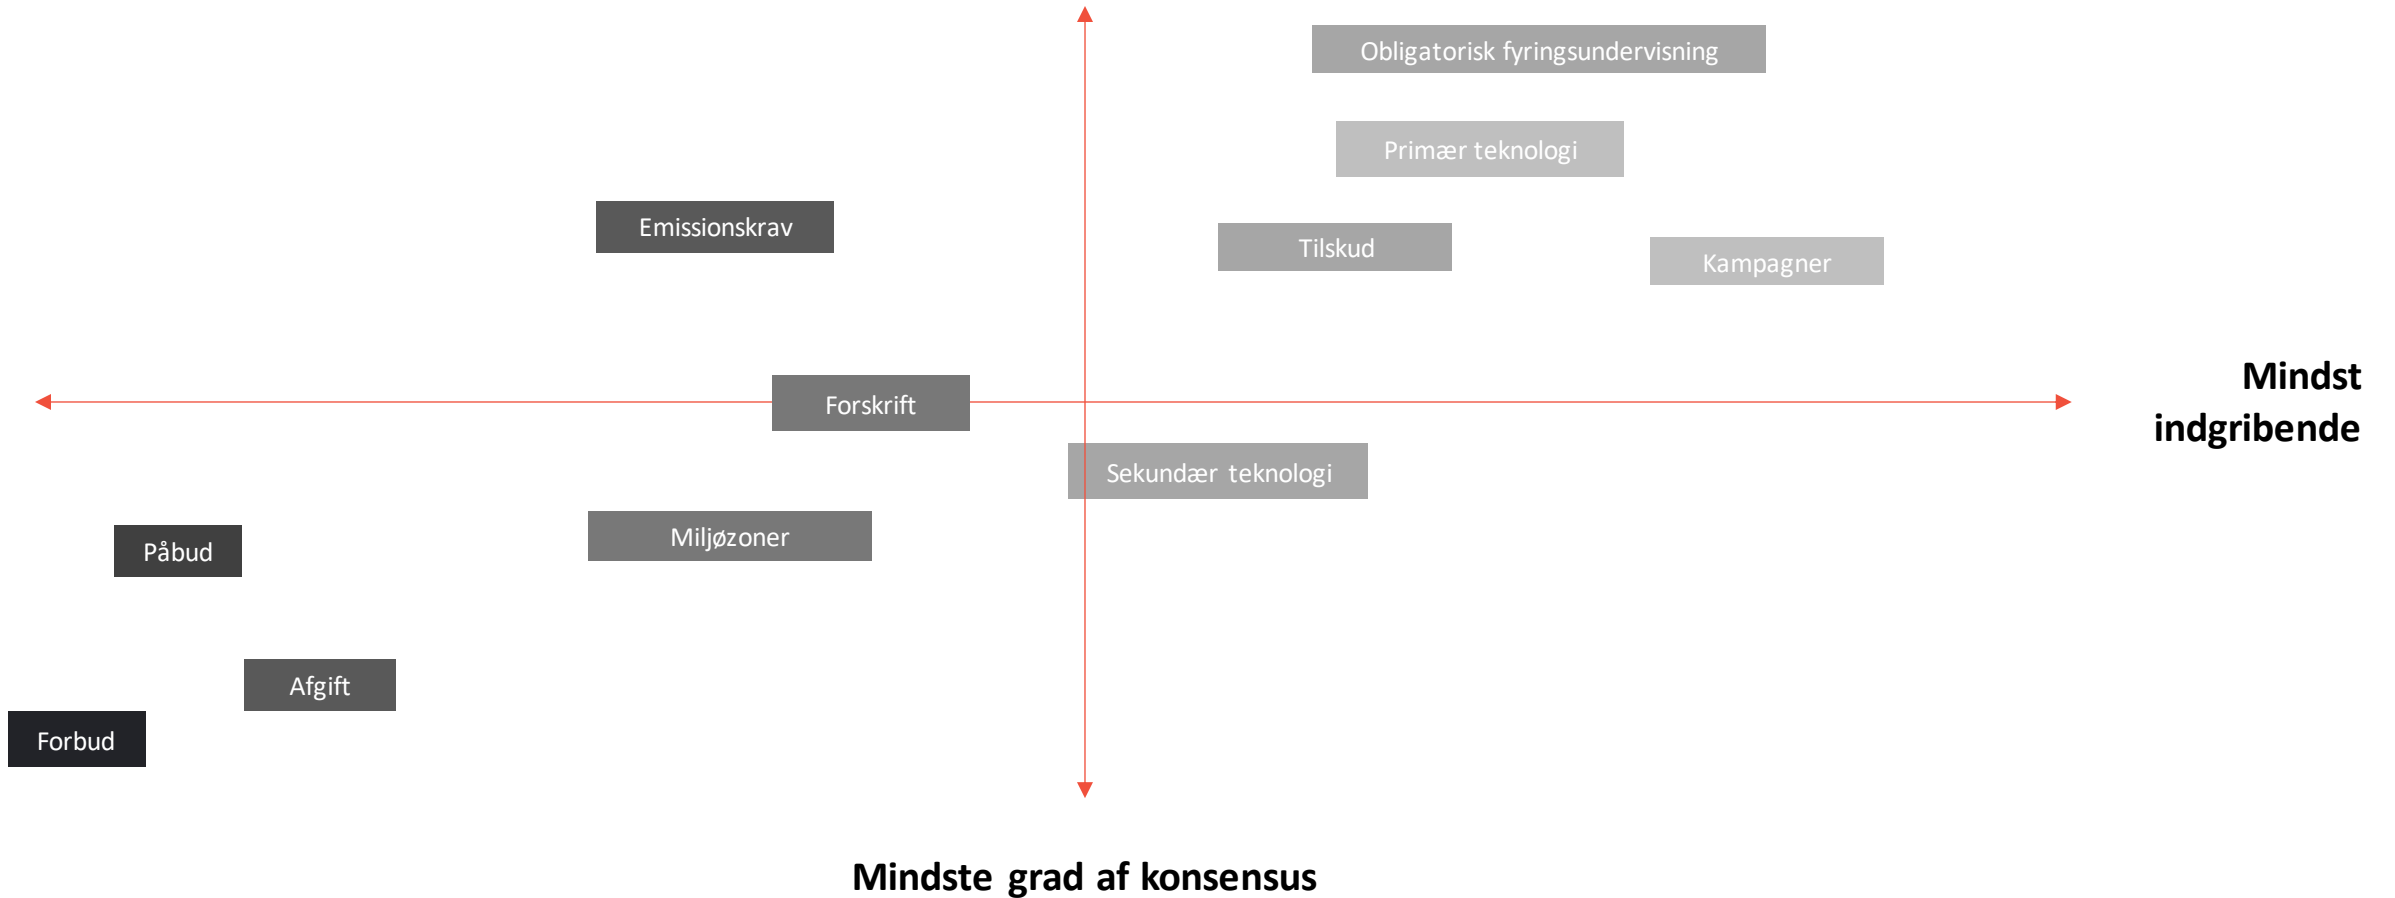 Obligatorisk fyringsundervisning
Primær teknologi
Emissionskrav
Tilskud
Kampagner
Mindst
indgribende
Forskrift
Sekundær teknologi
Miljøzoner
Påbud
Afgift
Forbud
Mindste grad af konsensus